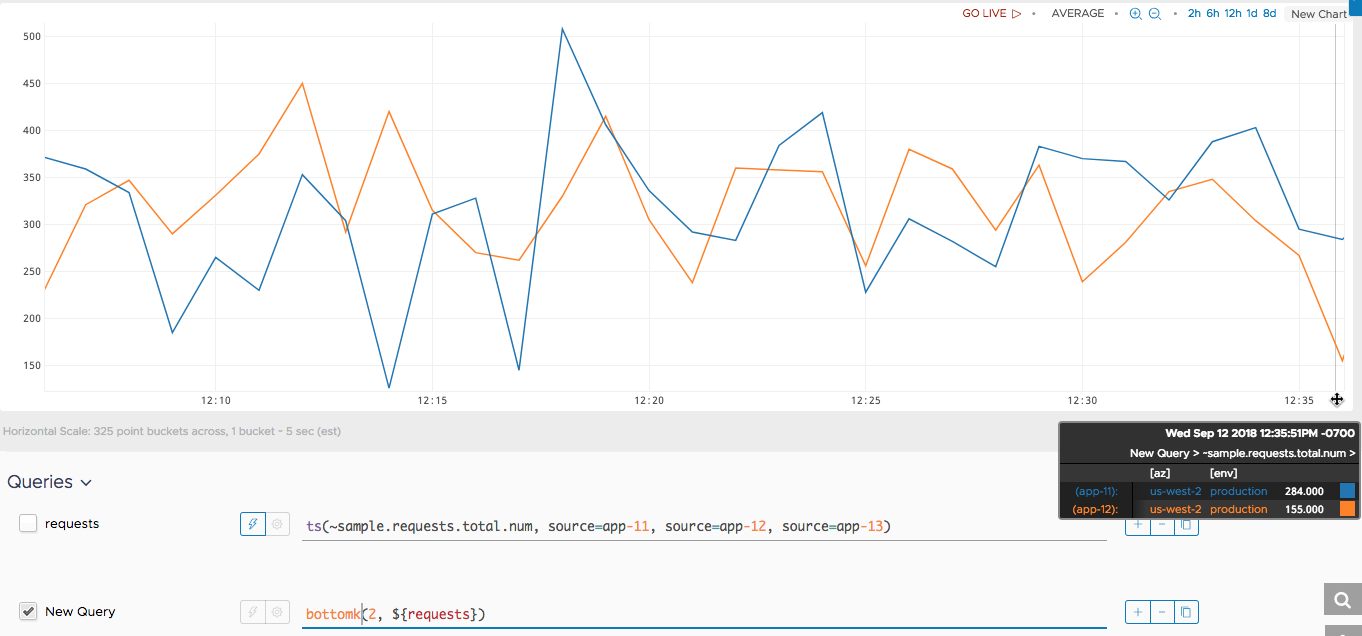 GO LIVE • AVERAGE • • 2h 6h 12h 1d 8d New Chart
500
450
400
350
300
250
200
150
12:10 12:15 12:20 12:25 12:30 12:35
Horizontal Scale: 325 point buckets across, 1 bucket ~ 5 sec (est)
Wed Sep 12 2018 12:35:51PM -0700
New Query > ~sample.requests.total.num >
[az] [env]
(app-11): us-west-2 production 284.000
(app-12): us-west-2 production 155.000
Queries
requests ts(~sample.requests.total.num, source=app-11, source=app-12, source=app-13) + -
New Query bottomk(2, ${requests}) + -